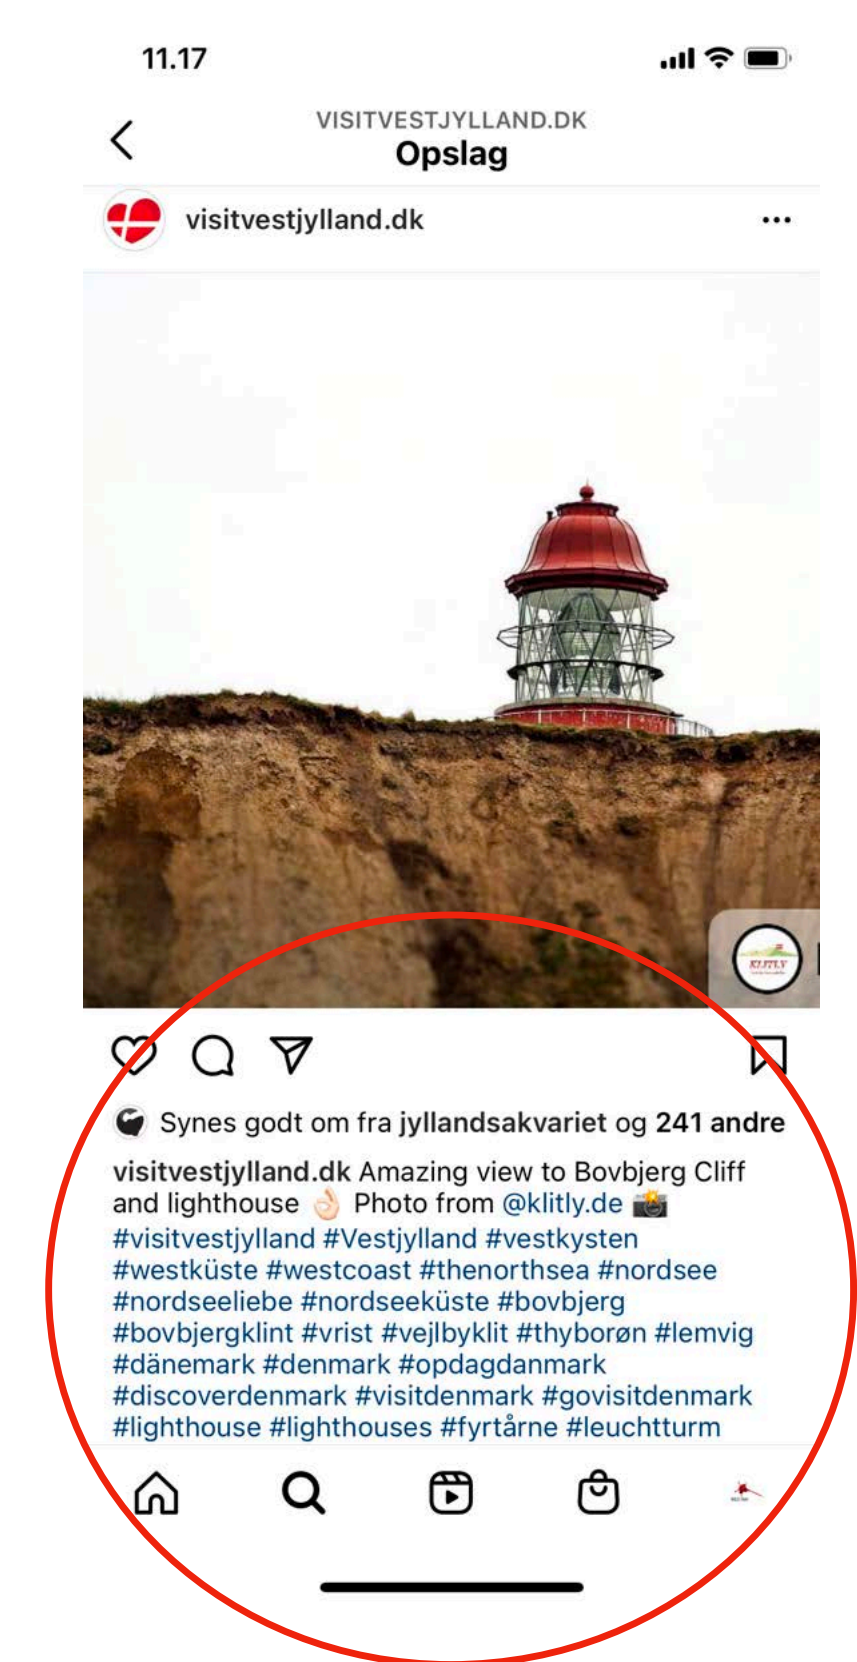 11.17
VISITVESTJYLLAND.DK
Opslag
visitvestjylland.dk
KLITLY
Synes godt om fra jyllandsakvariet og 241 andre
visitvestjylland.dk Amazing view to Bovbjerg Cliff
and lighthouse 👌🏻 Photo from @klitly.de 📸
#visitvestjylland #Vestjylland #vestkysten
#westküste #westcoast #thenorthsea #nordsee
#nordseeliebe #nordseeküste #bovbjerg
#bovbjergklint #vrist #vejlbyklit #thyborøn #lemvig
#dänemark #denmark #opdagdanmark
#discoverdenmark #visitdenmark #govisitdenmark
#lighthouse #lighthouses #fyrtårne #leuchtturm